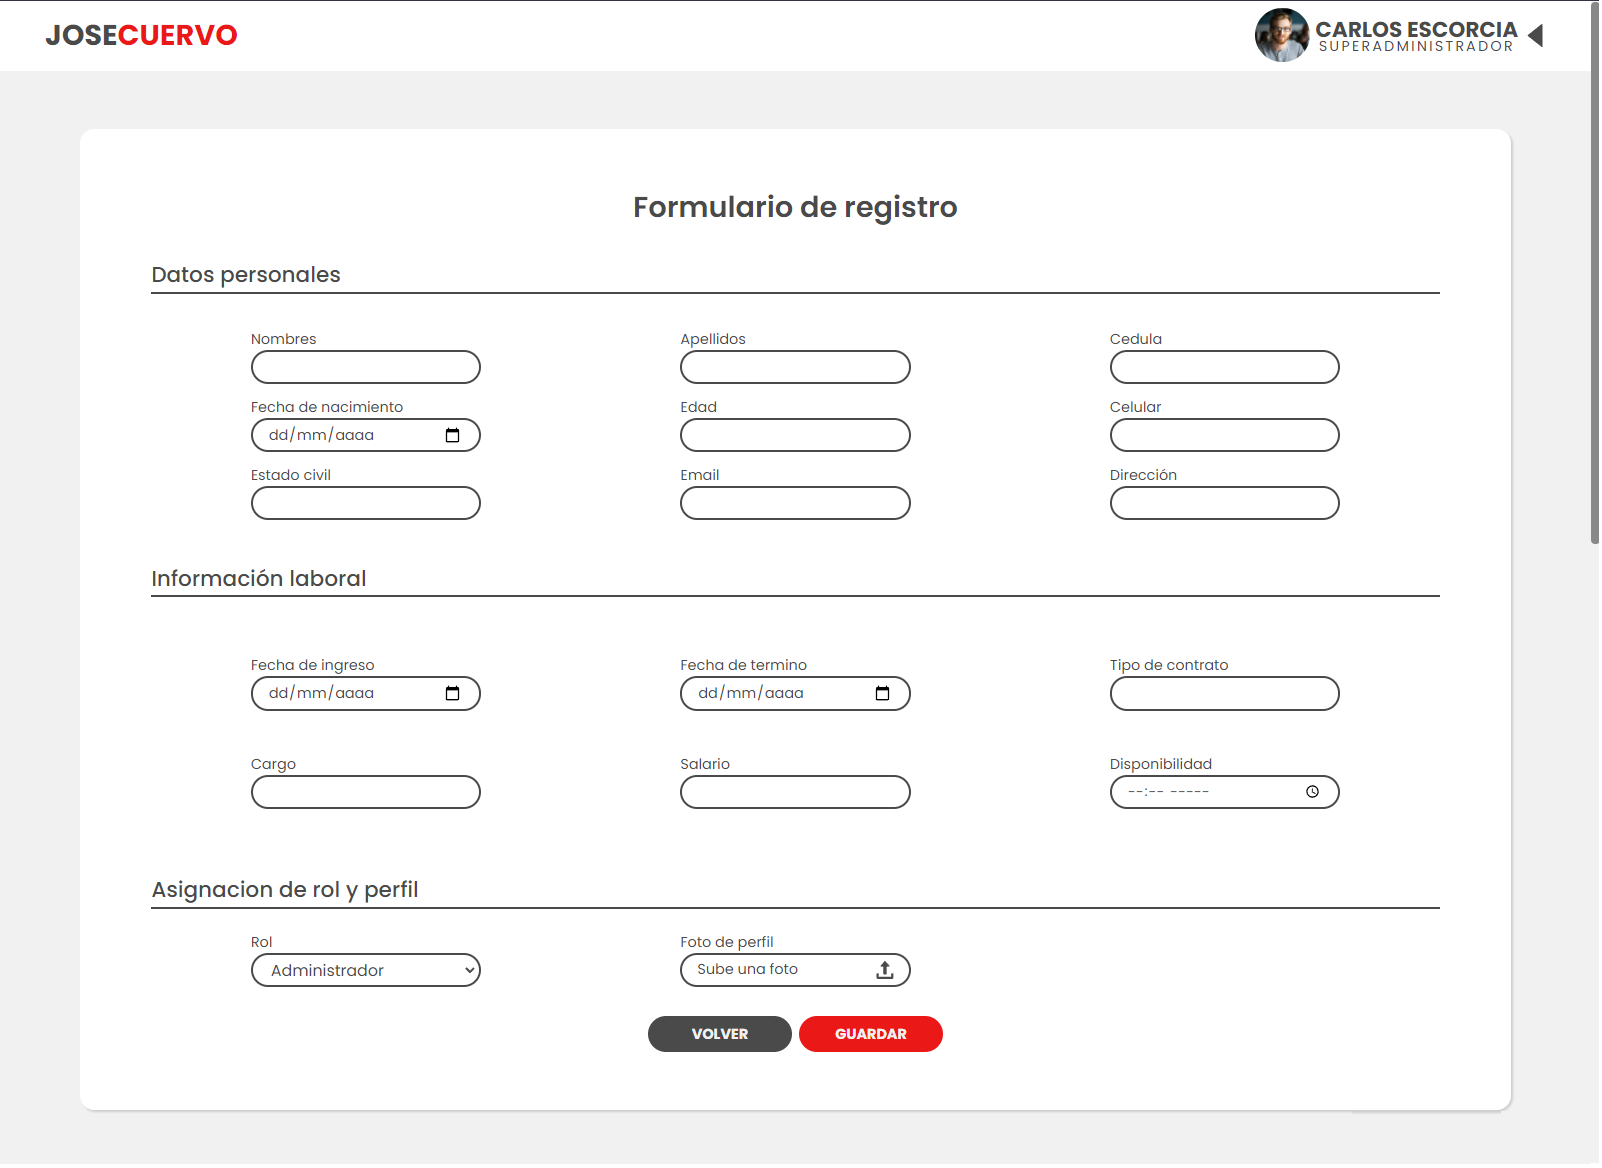 JOSECUERVO
CARLOS ESCORCIA
SUPERADMINISTRADOR
Formulario de registro
Datos personales
Nombres
Apellidos
Cedula
Fecha de nacimiento
Edad
Celular
dd/mm/aaaa
Estado civil
Email
Dirección
Información laboral
Fecha de ingreso
Fecha de termino
Tipo de contrato
dd/mm/aaaa
dd/mm/aaaa
Cargo
Salario
Disponibilidad
--:-- -----
Asignacion de rol y perfil
Rol
Foto de perfil
Administrador
Sube una foto
VOLVER
GUARDAR